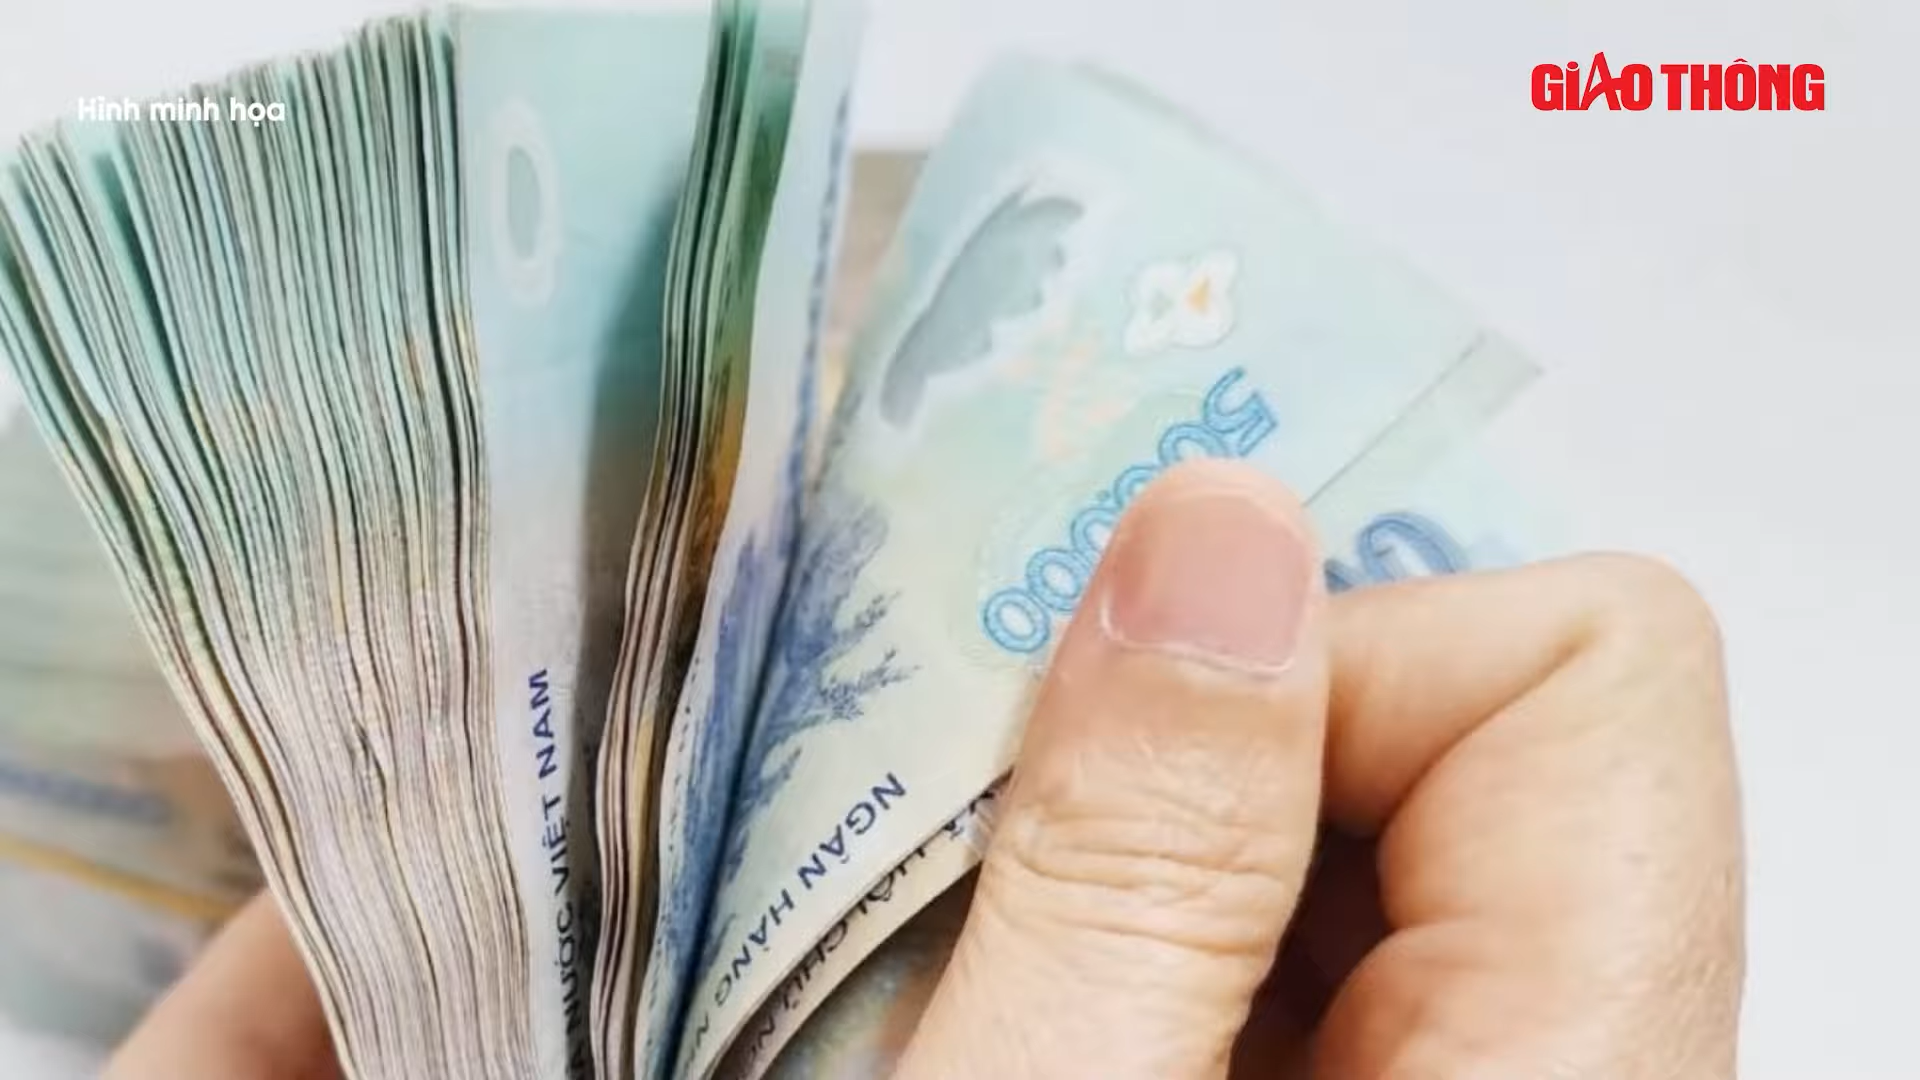 Hình minh họa
GIAO THÔNG
500000
NƯỚC VIỆT NAM
NGÂN HÀNG